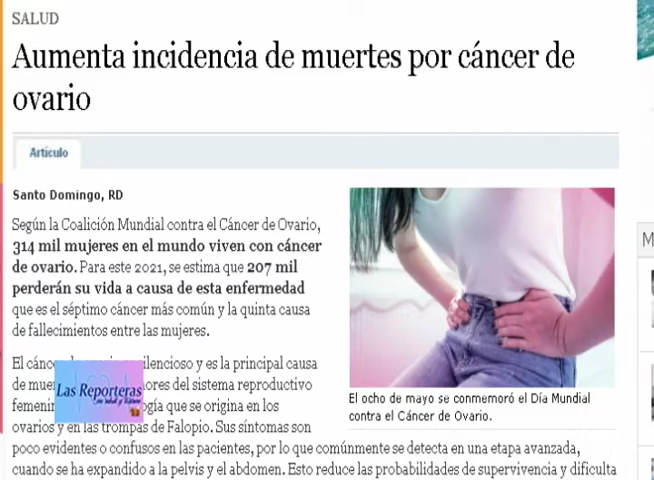 SALUD
Aumenta incidencia de muertes por cáncer de
ovario
Artículo
Santo Domingo, RD
Según la Coalición Mundial contra el Cáncer de Ovario,
314 mil mujeres en el mundo viven con cáncer
de ovario. Para este 2021, se estima que 207 mil
perderán su vida a causa de esta enfermedad
que es el séptimo cáncer más común y la quinta causa
de fallecimientos entre las mujeres.
El ilencioso y es la principal causa
de ores del sistema reproductivo
ogía que se origina en los
ovarios y en las trompas de Falopio. Sus síntomas son
poco evidentes o confusos en las pacientes, por lo que comúnmente se detecta en una etapa avanzada,
cuando se ha expandido a la pelvis y el abdomen. Esto reduce las probabilidades de supervivencia y dificulta
Las Reporteras
El ocho de mayo se conmemoró el Día Mundial
contra el Cáncer de Ovario.
M